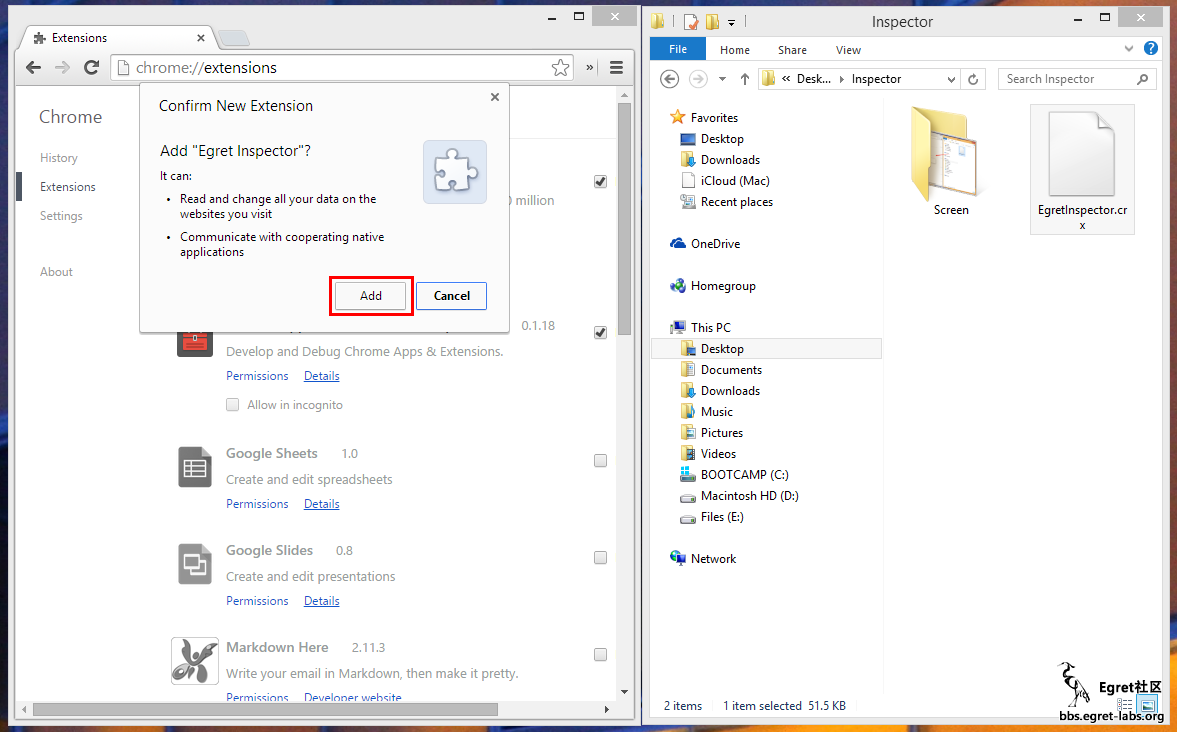 Extensions
chrome://extensions
»
Chrome
History
Extensions
Settings
About
Confirm New Extension
Add "Egret Inspector"?
It can:
• Read and change all your data on the
websites you visit
• Communicate with cooperating native
applications
Add
Cancel
0 million
0.1.18
Develop and Debug Chrome Apps & Extensions.
Permissions Details
Allow in incognito
Google Sheets 1.0
Create and edit spreadsheets
Permissions Details
Google Slides 0.8
Create and edit presentations
Permissions Details
Markdown Here 2.11.3
Write your email in Markdown, then make it pretty.
Permissions Developer website
Inspector
File Home Share View
« Desk... Inspector
Search Inspector
Favorites
Desktop
Downloads
iCloud (Mac)
Recent places
OneDrive
Homegroup
This PC
Desktop
Documents
Downloads
Music
Pictures
Videos
BOOTCAMP (C:)
Macintosh HD (D:)
Files (E:)
Network
Screen
EgretInspector.cr
x
2 items 1 item selected 51.5 KB
Egret社区
bbs.egret-labs.org